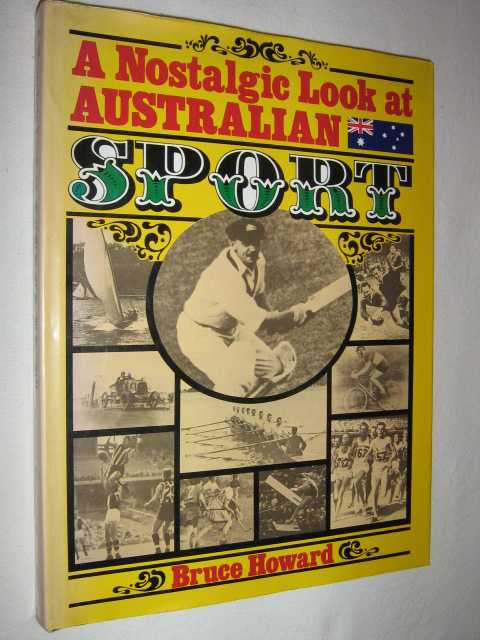 A Nostalgic Look at
AUSTRALIAN
SPORT
Bruce Howard